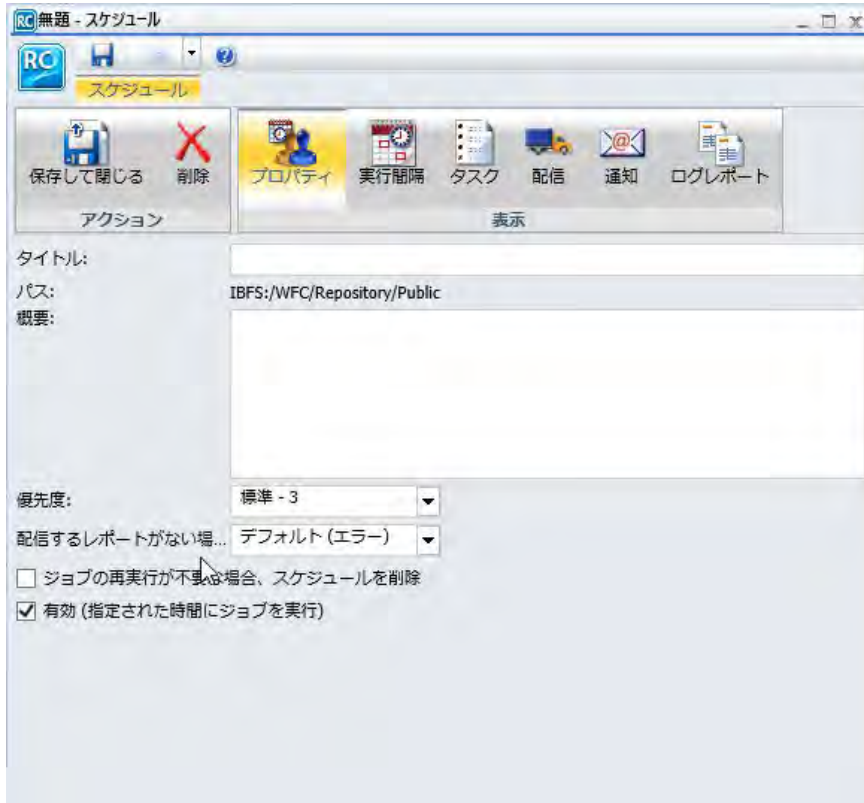 RC 無題 - スケジュール
RC
スケジュール
保存して閉じる 削除 プロパティ 実行間隔 タスク 配信 通知 ログレポート
アクション 表示
タイトル:
パス: IBFS:/WFC/Repository/Public
概要:
優先度: 標準 - 3
配信するレポートがない場... デフォルト (エラー)
ジョブの再実行が不要な場合、スケジュールを削除
有効 (指定された時間にジョブを実行)